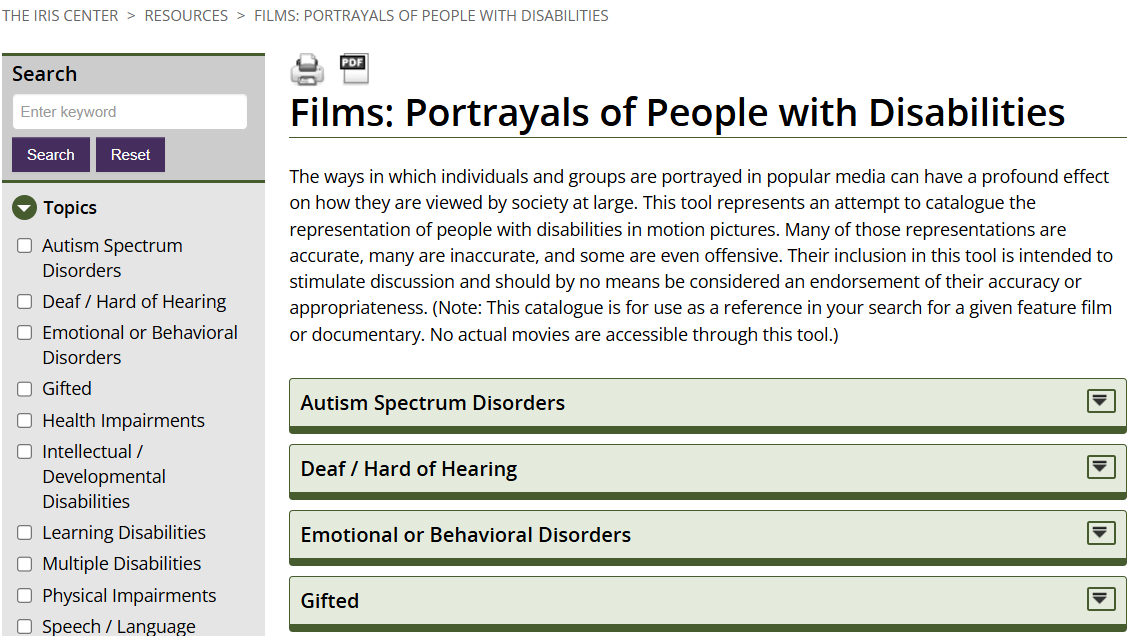 THE IRIS CENTER > RESOURCES > FILMS: PORTRAYALS OF PEOPLE WITH DISABILITIES
Search
Enter keyword
Search Reset
Topics
Autism Spectrum
Disorders
Deaf / Hard of Hearing
Emotional or Behavioral
Disorders
Gifted
Health Impairments
Intellectual /
Developmental
Disabilities
Learning Disabilities
Multiple Disabilities
Physical Impairments
Speech / Language
PDF
Films: Portrayals of People with Disabilities
The ways in which individuals and groups are portrayed in popular media can have a profound effect
on how they are viewed by society at large. This tool represents an attempt to catalogue the
representation of people with disabilities in motion pictures. Many of those representations are
accurate, many are inaccurate, and some are even offensive. Their inclusion in this tool is intended to
stimulate discussion and should by no means be considered an endorsement of their accuracy or
appropriateness. (Note: This catalogue is for use as a reference in your search for a given feature film
or documentary. No actual movies are accessible through this tool.)
Autism Spectrum Disorders
Deaf / Hard of Hearing
Emotional or Behavioral Disorders
Gifted